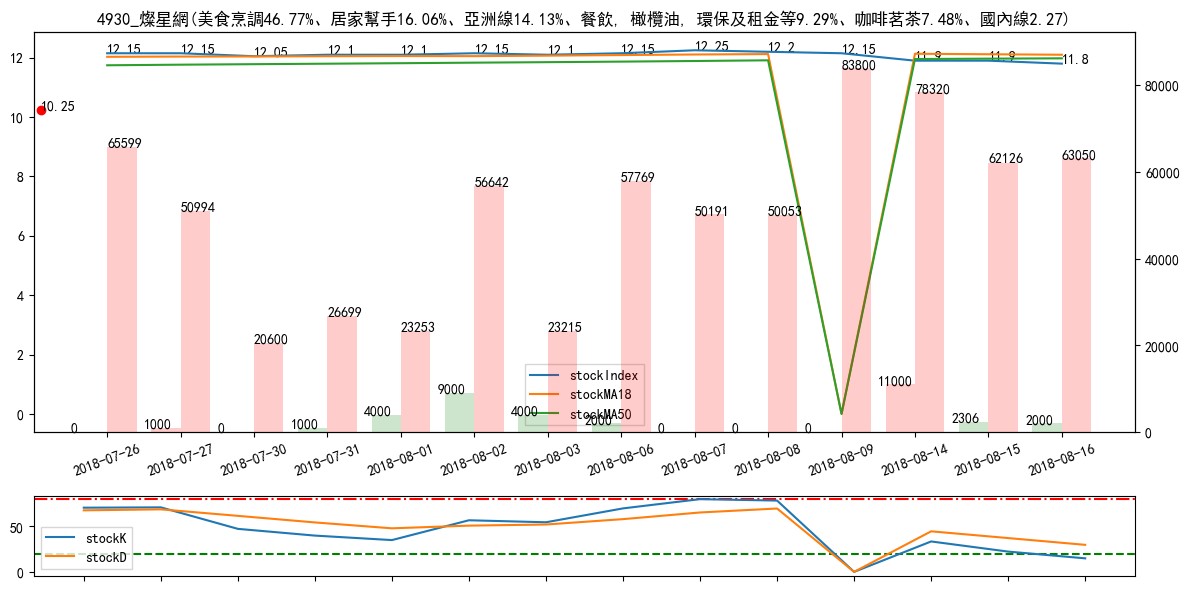 4930_燦星網(美食烹調46.77%、居家幫手16.06%、亞洲線14.13%、餐飲, 橄欖油, 環保及租金等9.29%、咖啡茗茶7.48%、國內線2.27)
12.15 12.15 12.05 12.1 12.1 12.15 12.1 12.15 12.25 12.2 12.15 11.9 11.9 11.8
10.25
65599 50994 20600 26699 23253 56642 23215 57769 50191 50053 83800 78320 62126 63050
0 1000 0 1000 4000 9000 4000 2000 0 0 0 11000 2306 2000
12
10
8
6
4
2
0
80000
60000
40000
20000
0
stockIndex
stockMA18
stockMA50
2018-07-26 2018-07-27 2018-07-30 2018-07-31 2018-08-01 2018-08-02 2018-08-03 2018-08-06 2018-08-07 2018-08-08 2018-08-09 2018-08-14 2018-08-15 2018-08-16
50
0
stockK
stockD